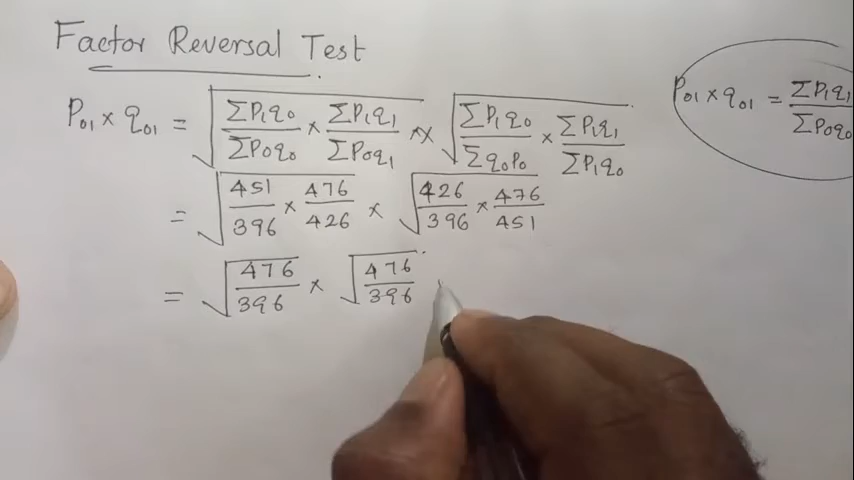 Factor Reversal Test
P01 × q01 = √(ΣP1q0/ΣP0q0 × ΣP1q1/ΣP0q1) ×× √(ΣP1q0/Σq0P0 × ΣP1q1/ΣP1q0)
P01 × q01 = ΣP1q1/ΣP0q0
= √(451/396 × 476/426) × √(426/396 × 476/451)
= √(476/396) × √(476/396)